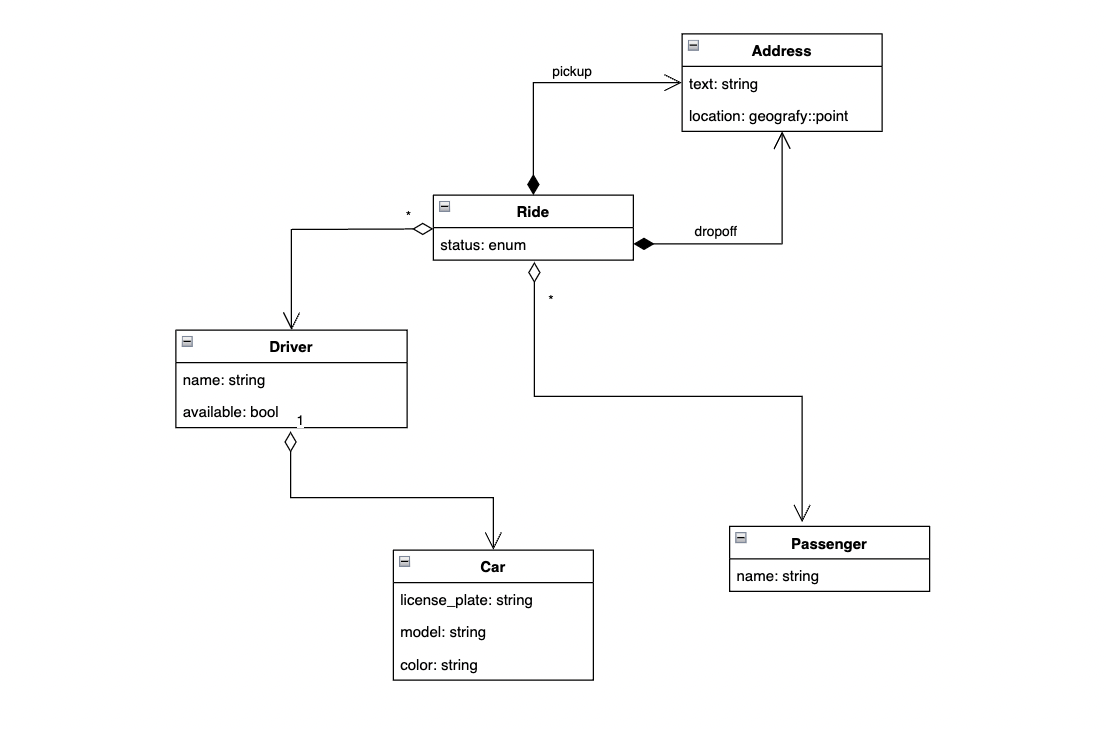 Address
text: string
location: geografy::point
pickup
Ride
status: enum
*
dropoff
*
Driver
name: string
available: bool
1
Car
license_plate: string
model: string
color: string
Passenger
name: string